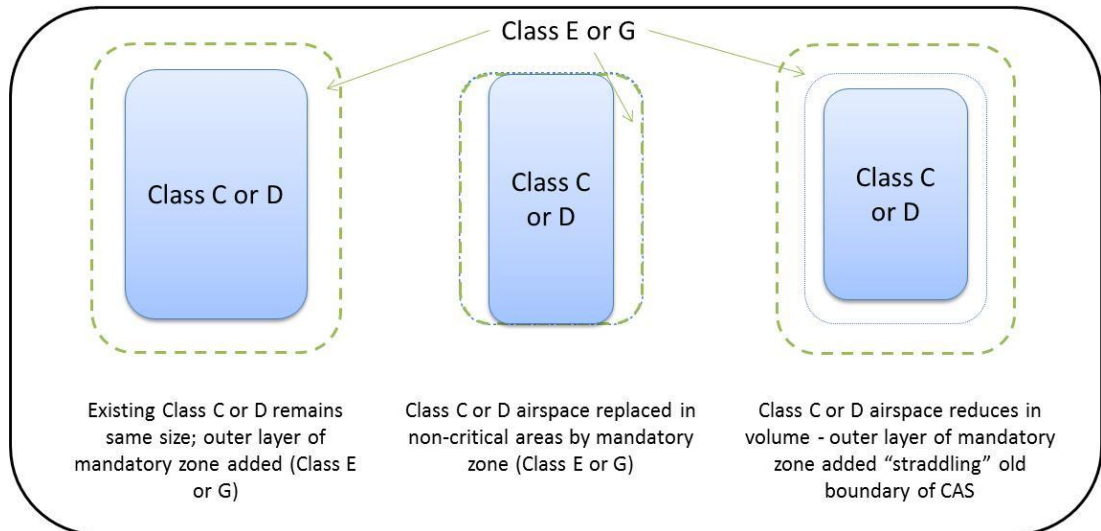 Class E or G
Class C or D
Class C
or D
Class C
or D
Existing Class C or D remains
same size; outer layer of
mandatory zone added (Class E
or G)
Class C or D airspace replaced in
non-critical areas by mandatory
zone (Class E or G)
Class C or D airspace reduces in
volume - outer layer of mandatory
zone added “straddling” old
boundary of CAS